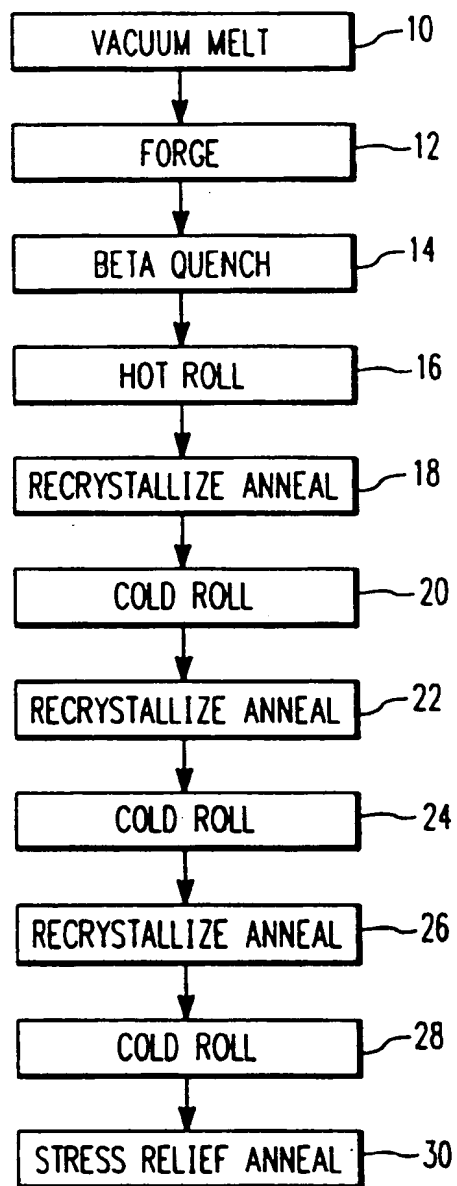 VACUUM MELT 10
FORGE 12
BETA QUENCH 14
HOT ROLL 16
RECRYSTALLIZE ANNEAL 18
COLD ROLL 20
RECRYSTALLIZE ANNEAL 22
COLD ROLL 24
RECRYSTALLIZE ANNEAL 26
COLD ROLL 28
STRESS RELIEF ANNEAL 30